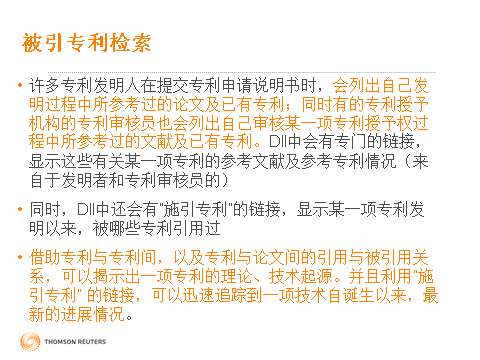 被引专利检索
• 许多专利发明人在提交专利申请说明书时，会列出自己发
明过程中所参考过的论文及已有专利；同时有的专利授予
机构的专利审核员也会列出自己审核某一项专利授予权过
程中所参考过的文献及已有专利。DII中会有专门的链接，
显示这些有关某一项专利的参考文献及参考专利情况（来
自于发明者和专利审核员的）
• 同时，DII中还会有“施引专利”的链接，显示某一项专利发
明以来，被哪些专利引用过
• 借助专利与专利间，以及专利与论文间的引用与被引用关
系，可以揭示出一项专利的理论、技术起源。并且利用“施
引专利” 的链接，可以迅速追踪到一项技术自诞生以来，最
新的进展情况。
THOMSON REUTERS